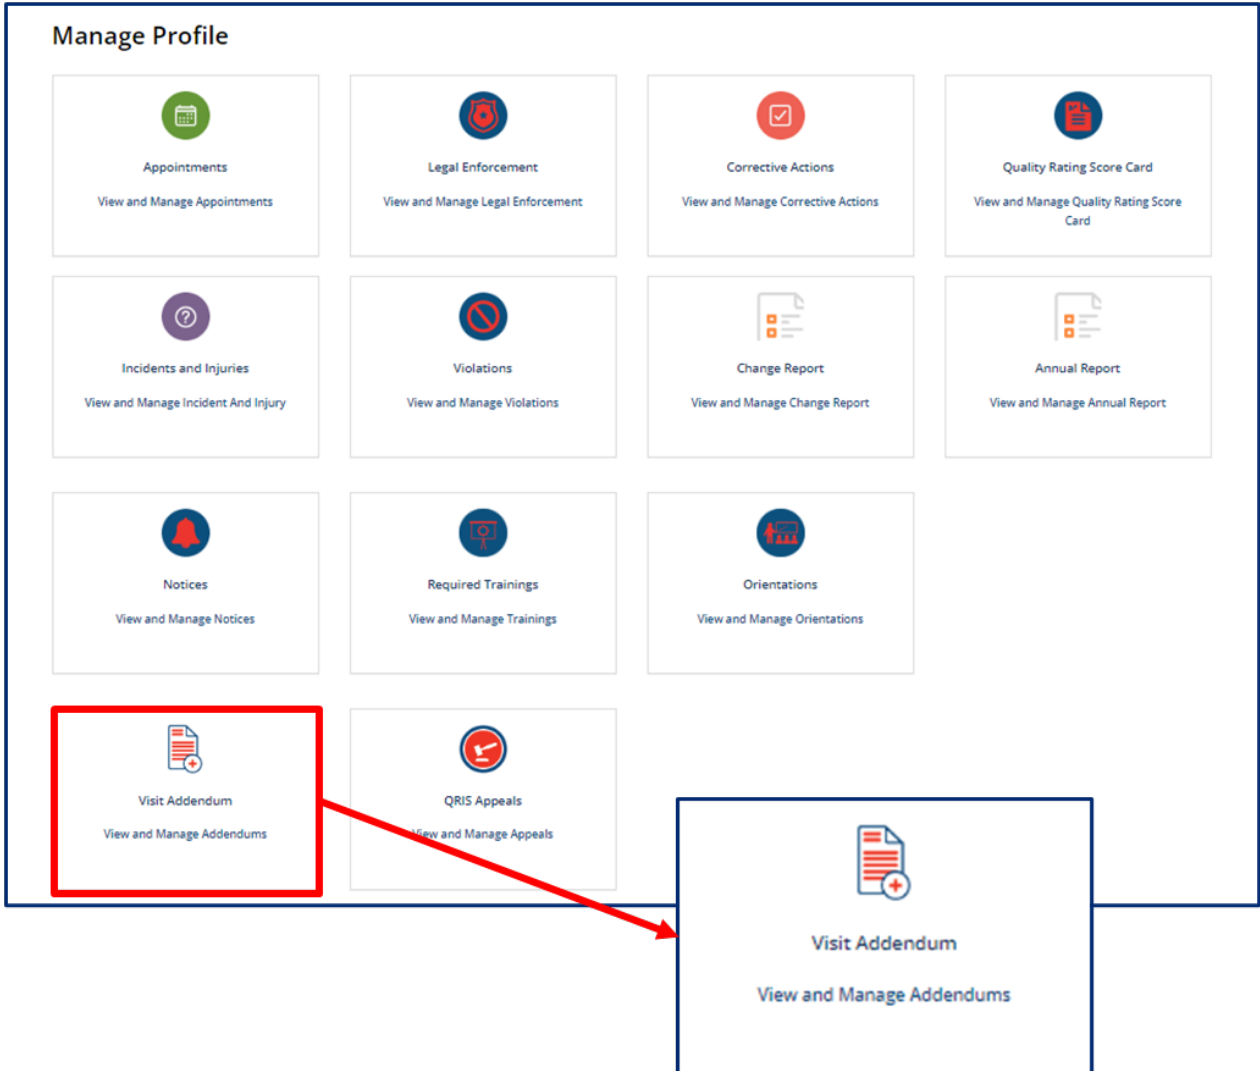 Manage Profile
Appointments
View and Manage Appointments
Legal Enforcement
View and Manage Legal Enforcement
Corrective Actions
View and Manage Corrective Actions
Quality Rating Score Card
View and Manage Quality Rating Score
Card
Incidents and Injuries
View and Manage Incident And Injury
Violations
View and Manage Violations
Change Report
View and Manage Change Report
Annual Report
View and Manage Annual Report
Notices
View and Manage Notices
Required Trainings
View and Manage Trainings
Orientations
View and Manage Orientations
Visit Addendum
View and Manage Addendums
QRIS Appeals
View and Manage Appeals
Visit Addendum
View and Manage Addendums